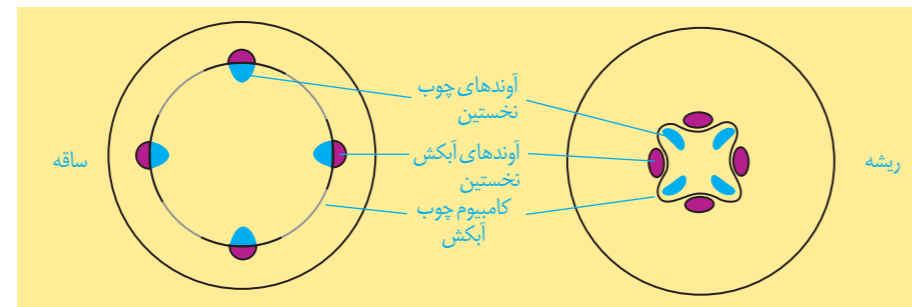 آوندهای چوب
نخستین
آوندهای آبکش
نخستین
کامبیوم چوب
آبکش
ریشه
ساقه